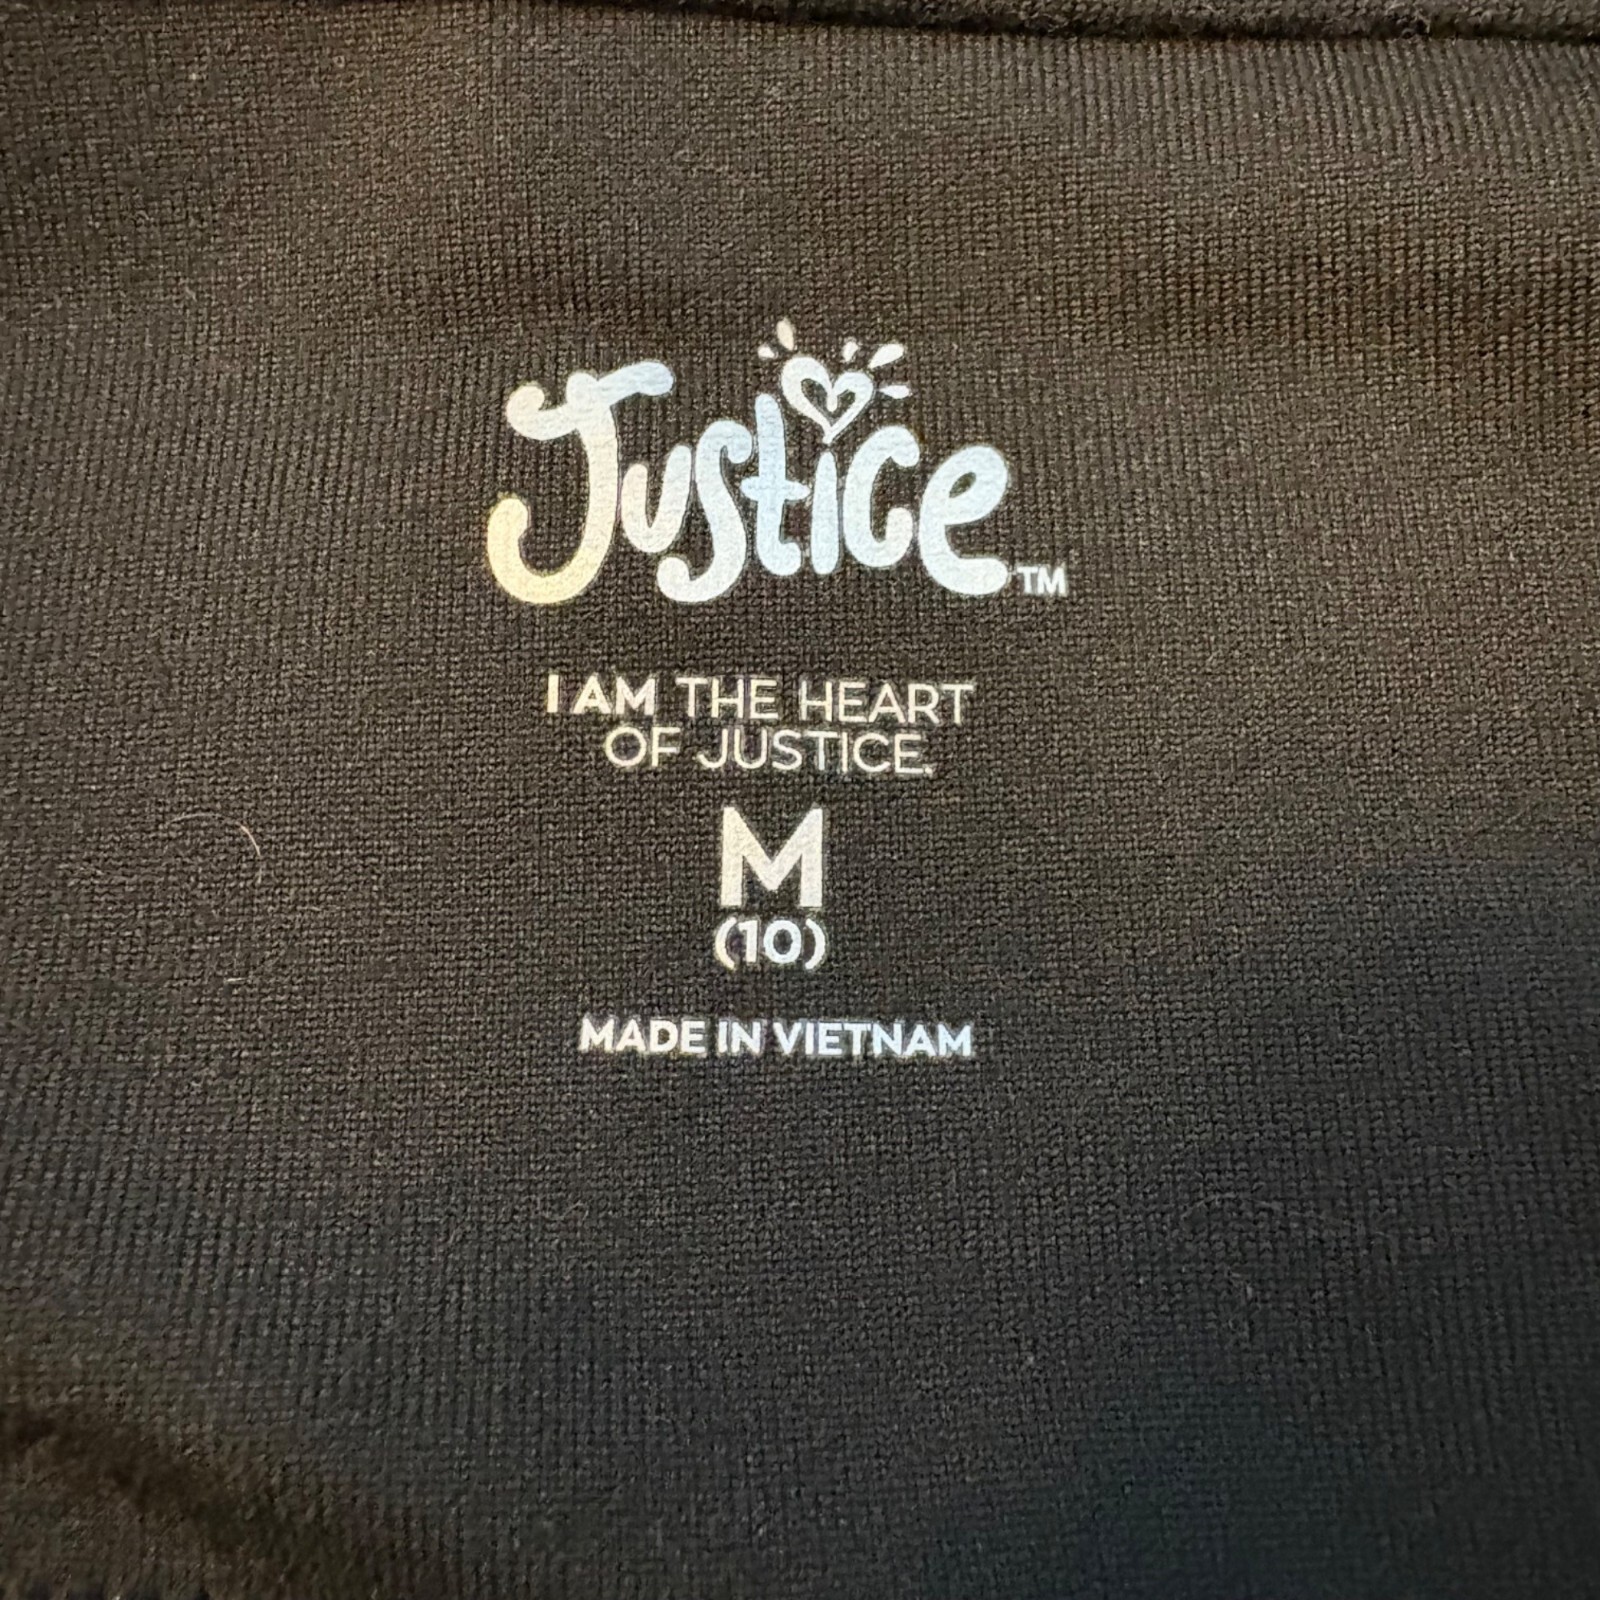 Justice™
I AM THE HEART
OF JUSTICE.
M
(10)
MADE IN VIETNAM